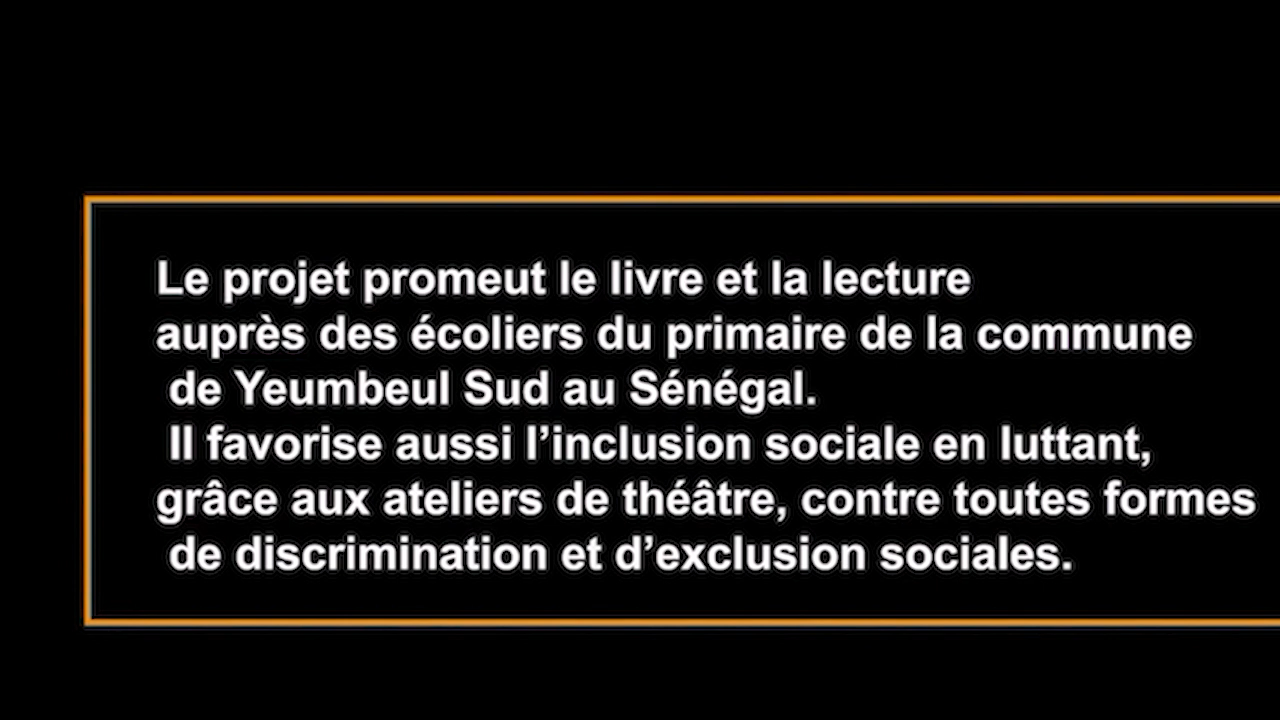 Le projet promeut le livre et la lecture
auprès des écoliers du primaire de la commune
de Yeumbeul Sud au Sénégal.
Il favorise aussi l’inclusion sociale en luttant,
grâce aux ateliers de théâtre, contre toutes formes
de discrimination et d’exclusion sociales.